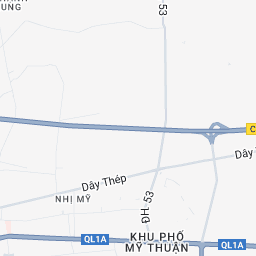 UNG
53
C
Dây
Dây Thép
NHỊ MỸ
ĐH. 53
KHU PHỐ
MỸ THUẬN
QL1A
QL1A